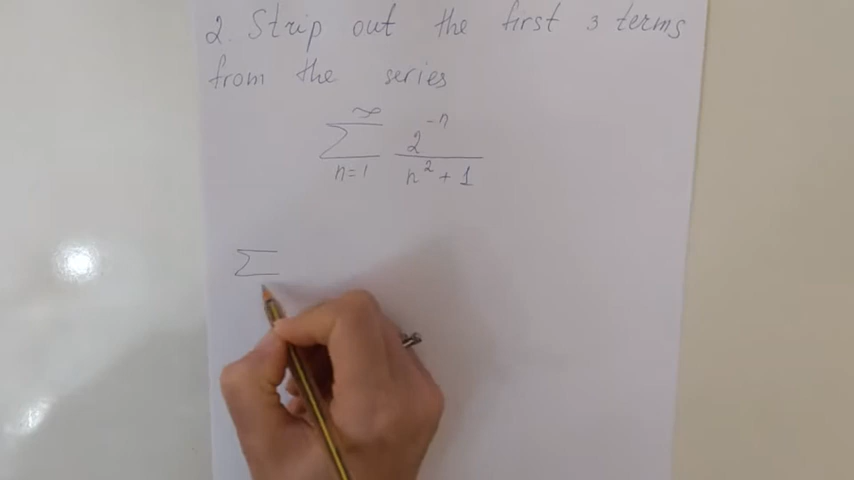 2. Strip out the first 3 terms
from the series
∞
∑ 2^-n / n^2 + 1
n=1
∑